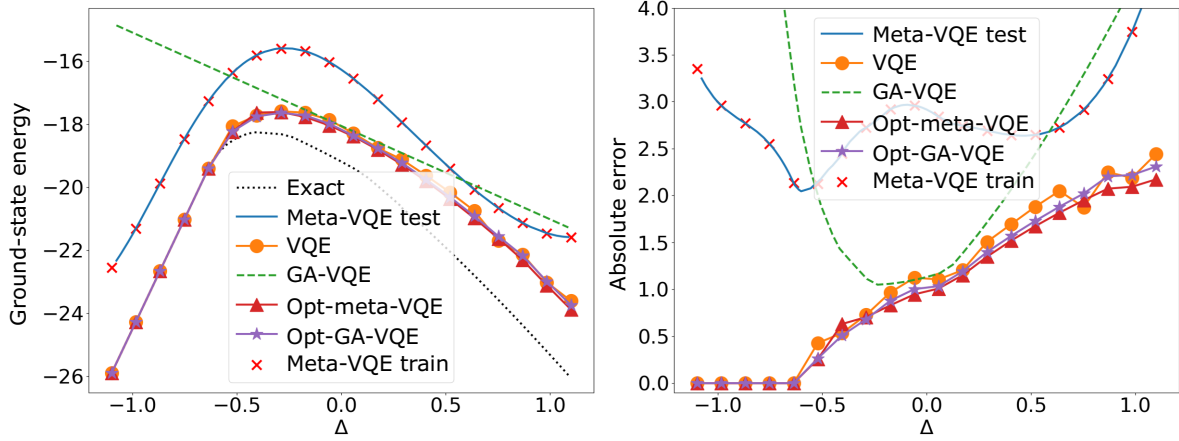 Ground-state energy
−16
−18
−20
−22
−24
−26
Exact
Meta-VQE test
VQE
GA-VQE
Opt-meta-VQE
Opt-GA-VQE
Meta-VQE train
−1.0
−0.5
0.0
0.5
1.0
Δ
Absolute error
4.0
3.5
3.0
2.5
2.0
1.5
1.0
0.5
0.0
Meta-VQE test
VQE
GA-VQE
Opt-meta-VQE
Opt-GA-VQE
Meta-VQE train
−1.0
−0.5
0.0
0.5
1.0
Δ